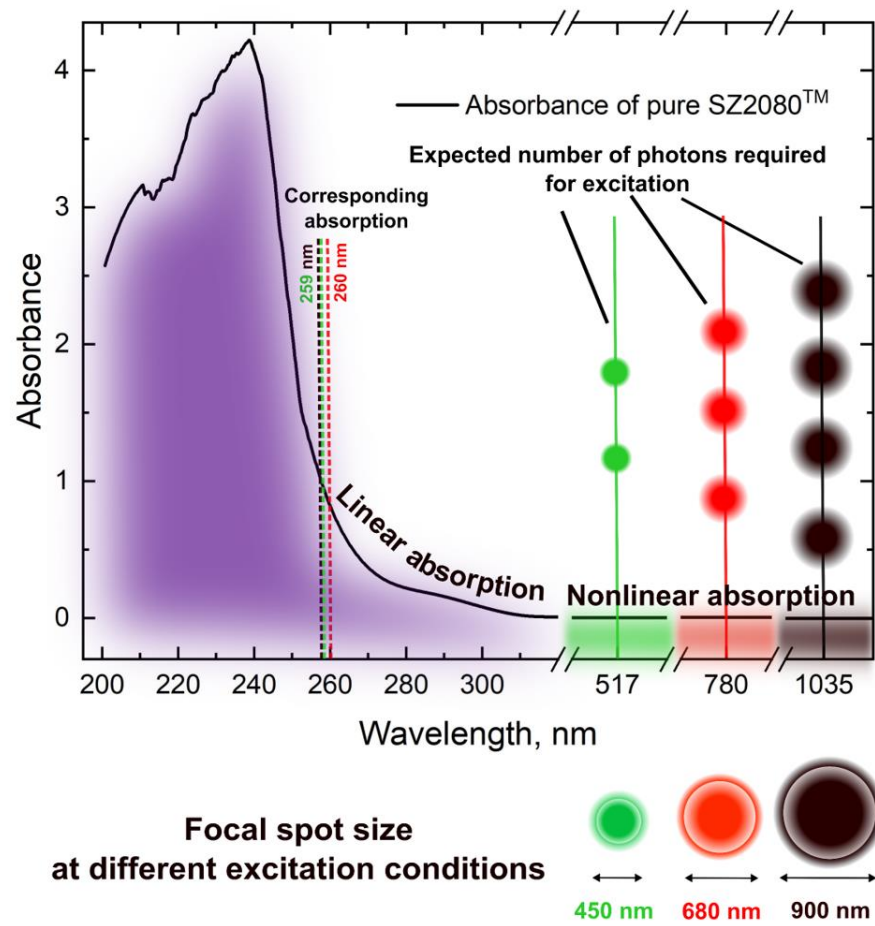 Absorbance of pure SZ2080™
Expected number of photons required
for excitation
Corresponding
absorption
259 nm
260 nm
Linear absorption
Nonlinear absorption
Absorbance
4
3
2
1
0
200
220
240
260
280
300
517
780
1035
Wavelength, nm
Focal spot size
at different excitation conditions
450 nm
680 nm
900 nm